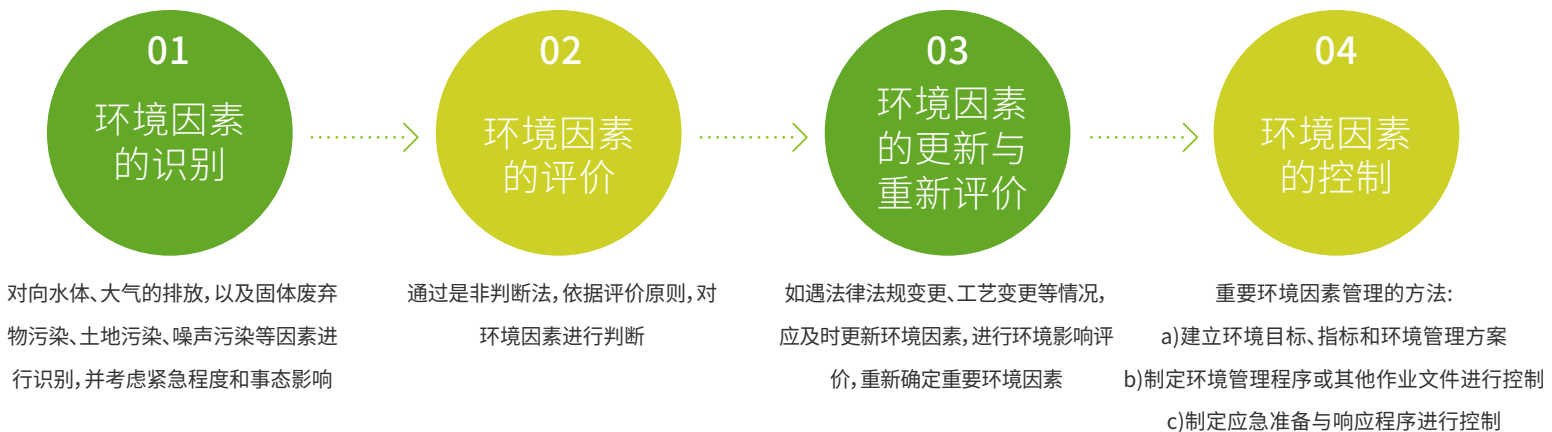 01
环境因素
的识别
对向水体、大气的排放，以及固体废弃
物污染、土地污染、噪声污染等因素进
行识别，并考虑紧急程度和事态影响
02
环境因素
的评价
通过是非判断法，依据评价原则，对
环境因素进行判断
03
环境因素
的更新与
重新评价
如遇法律法规变更、工艺变更等情况，
应及时更新环境因素，进行环境影响评
价，重新确定重要环境因素
04
环境因素
的控制
重要环境因素管理的方法：
a)建立环境目标、指标和环境管理方案
b)制定环境管理程序或其他作业文件进行控制
c)制定应急准备与响应程序进行控制